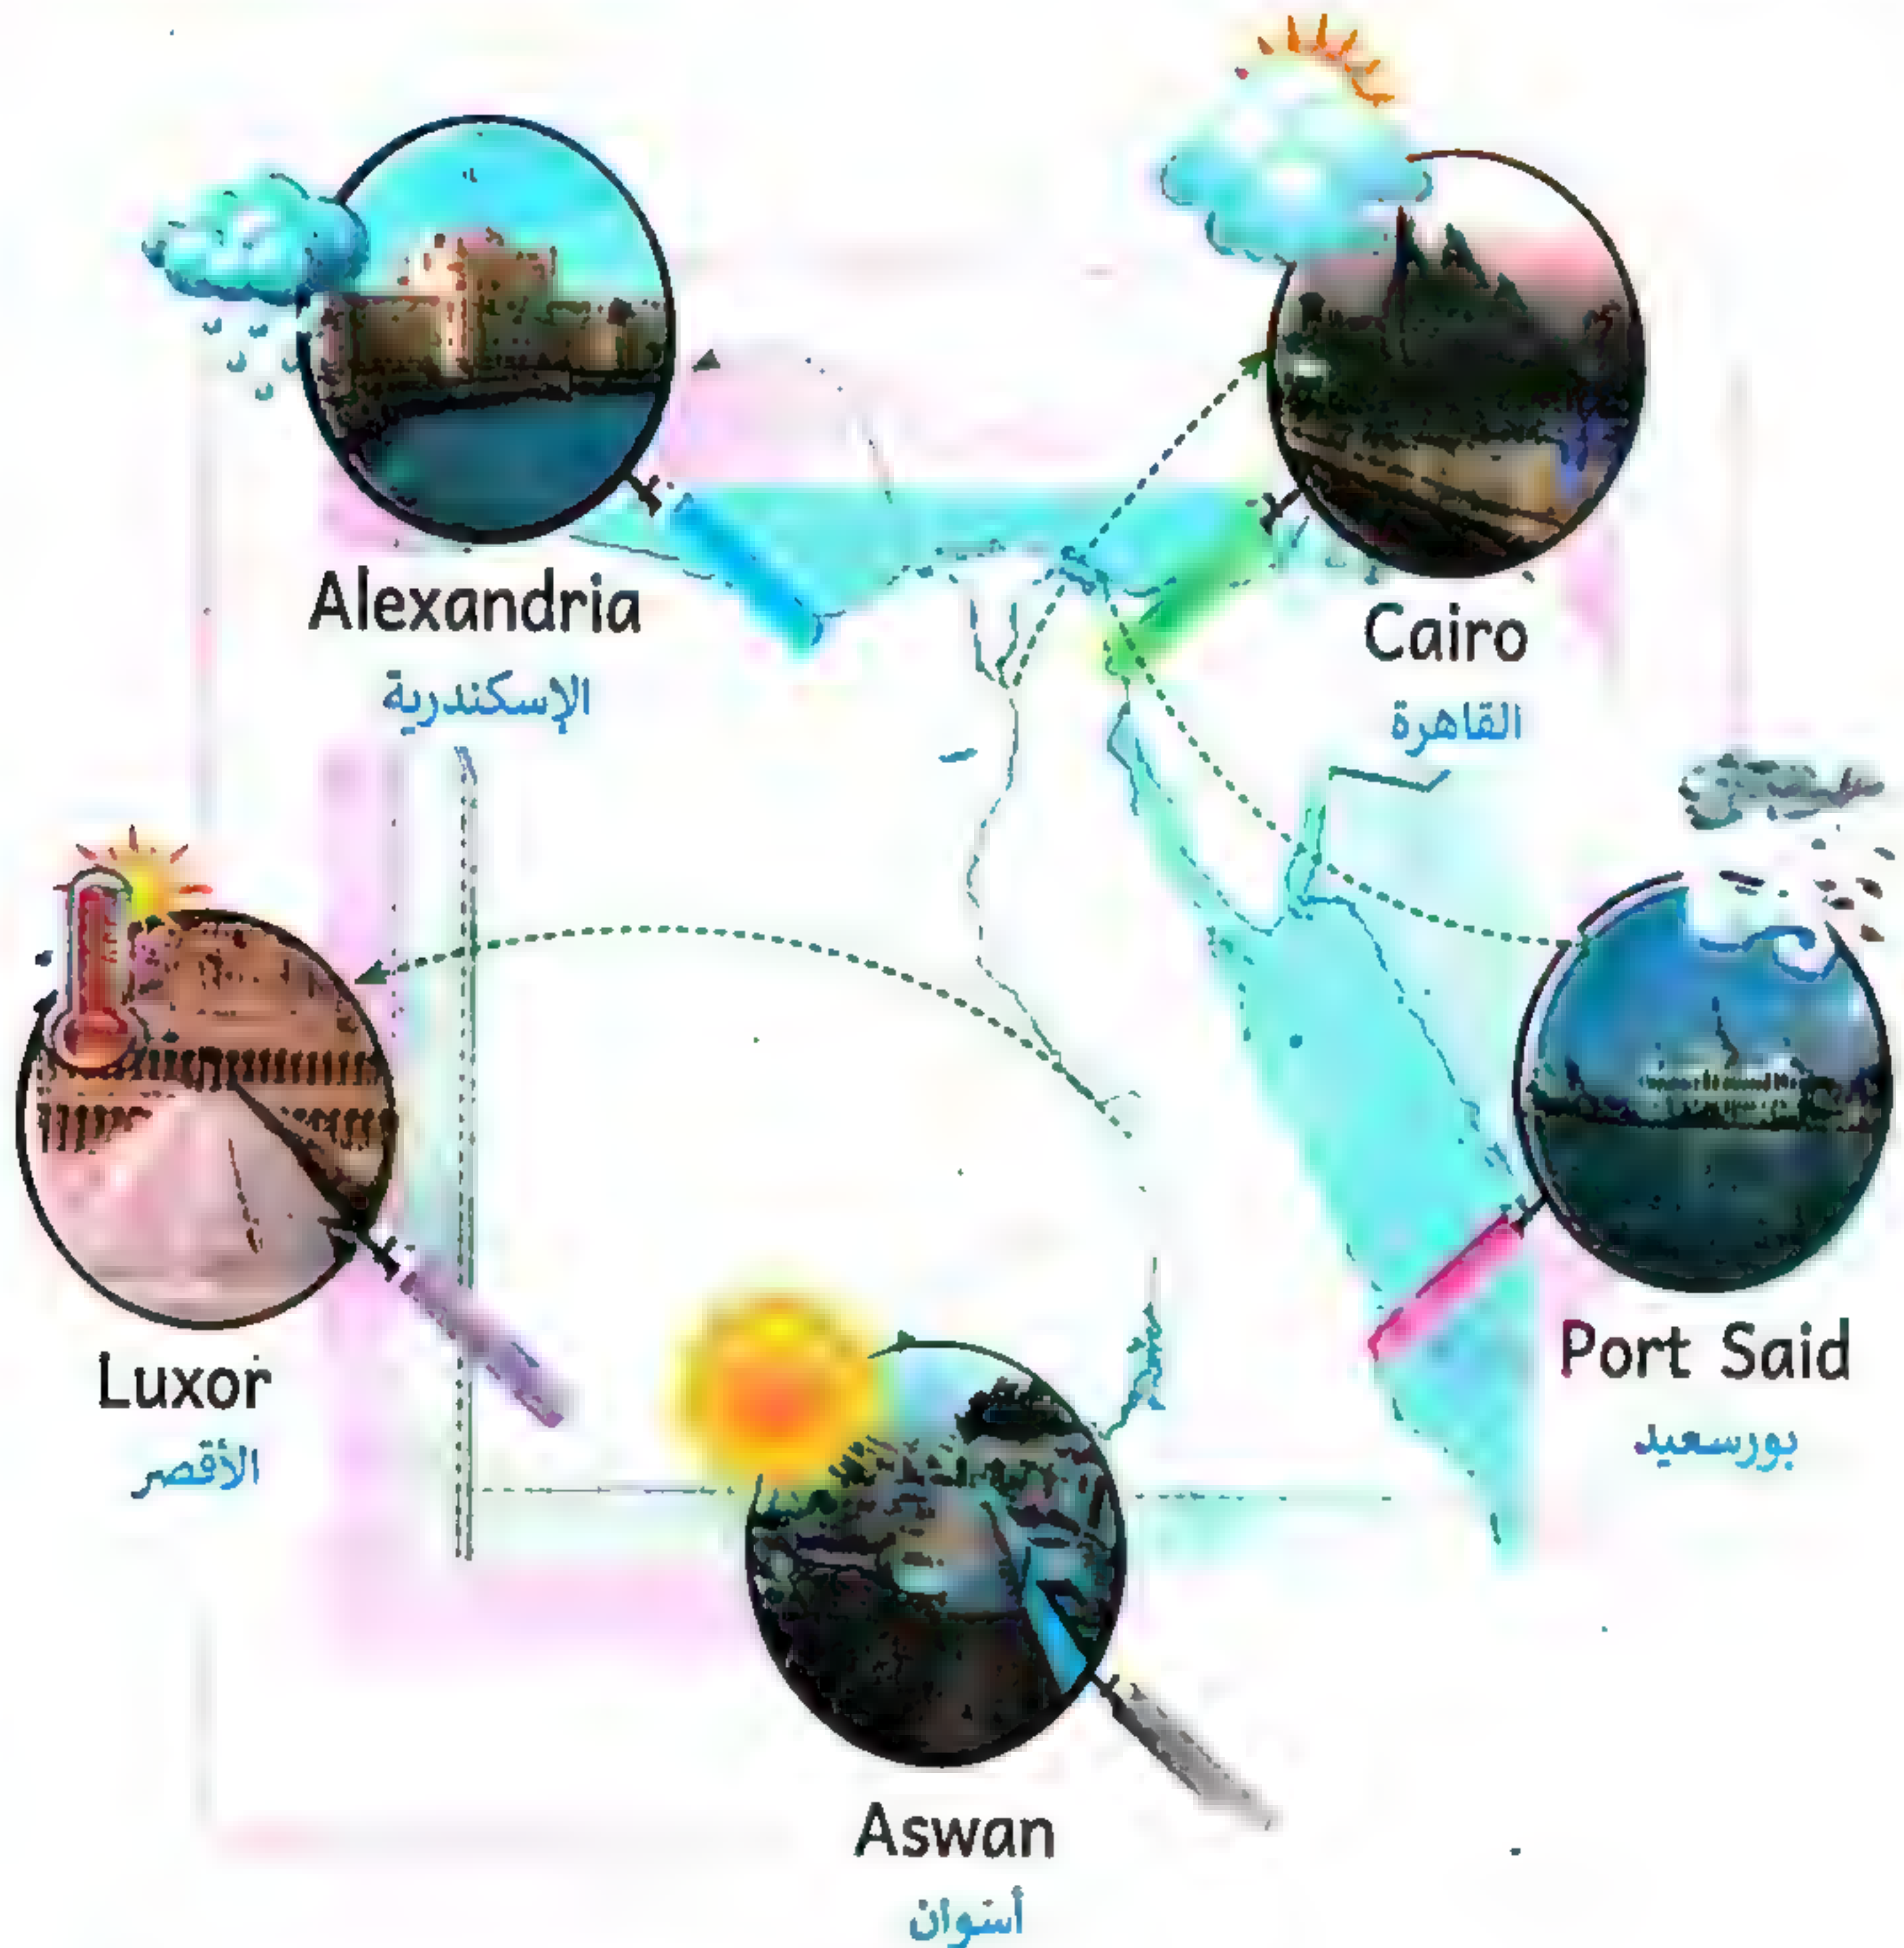 Alexandria
الإسكندرية
Cairo
القاهرة
Luxor
الأقصر
Port Said
بورسعيد
Aswan
أسوان